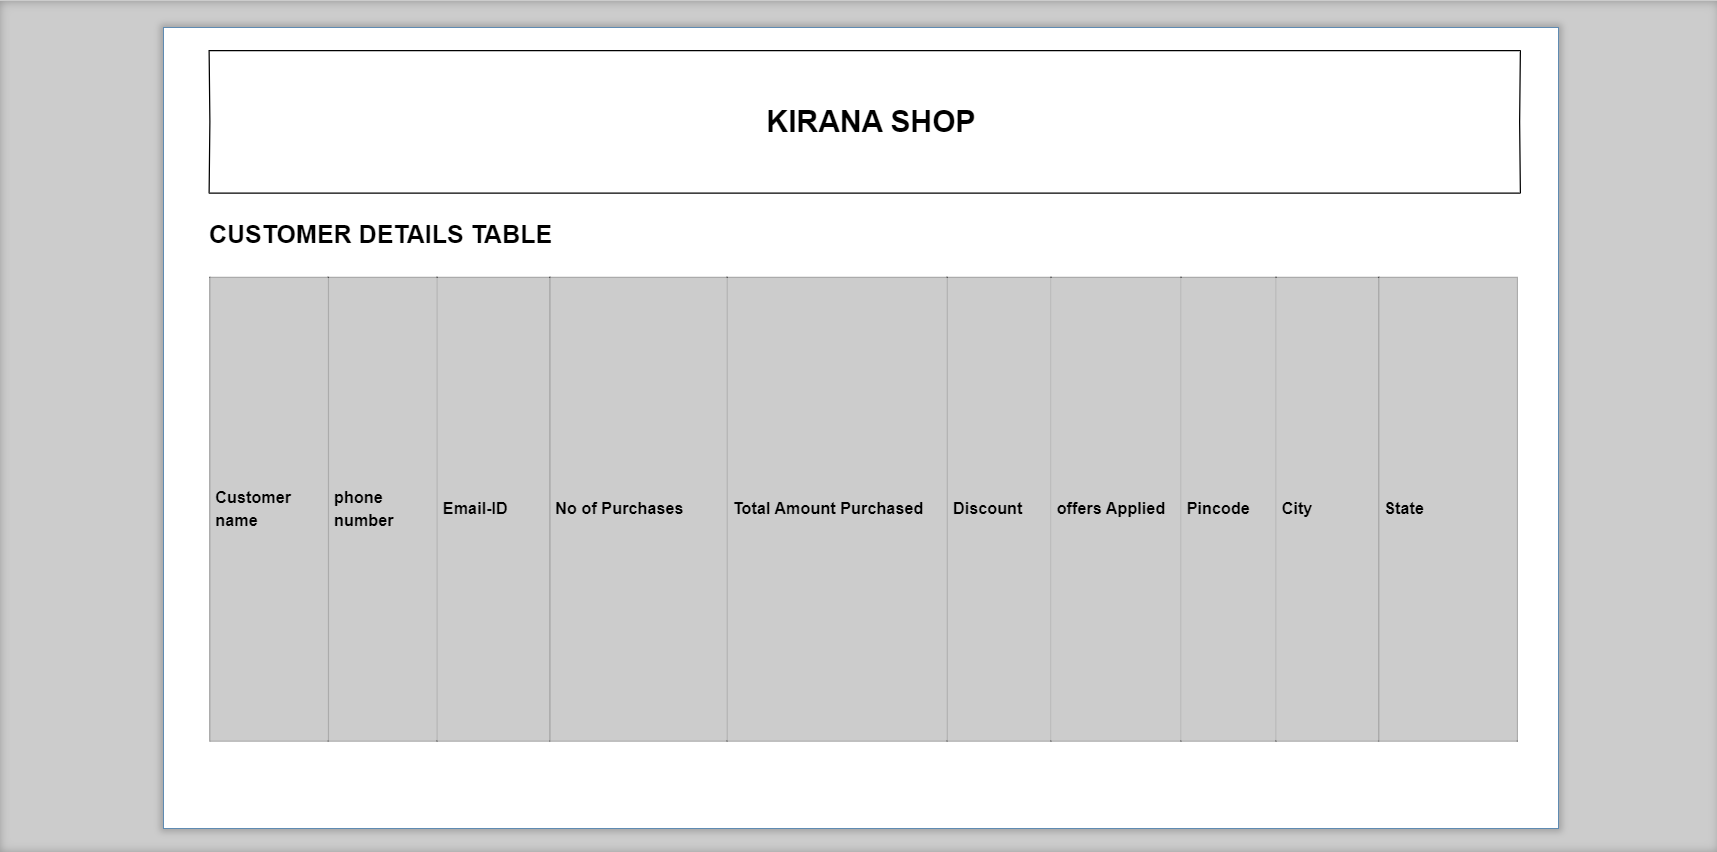 KIRANA SHOP
CUSTOMER DETAILS TABLE
Customer
name
phone
number
Email-ID
No of Purchases
Total Amount Purchased
Discount
offers Applied
Pincode
City
State